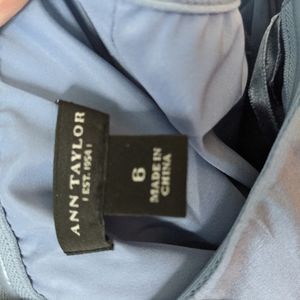 ANN TAYLOR
| EST. 1954 |
6
MADE IN
CHINA